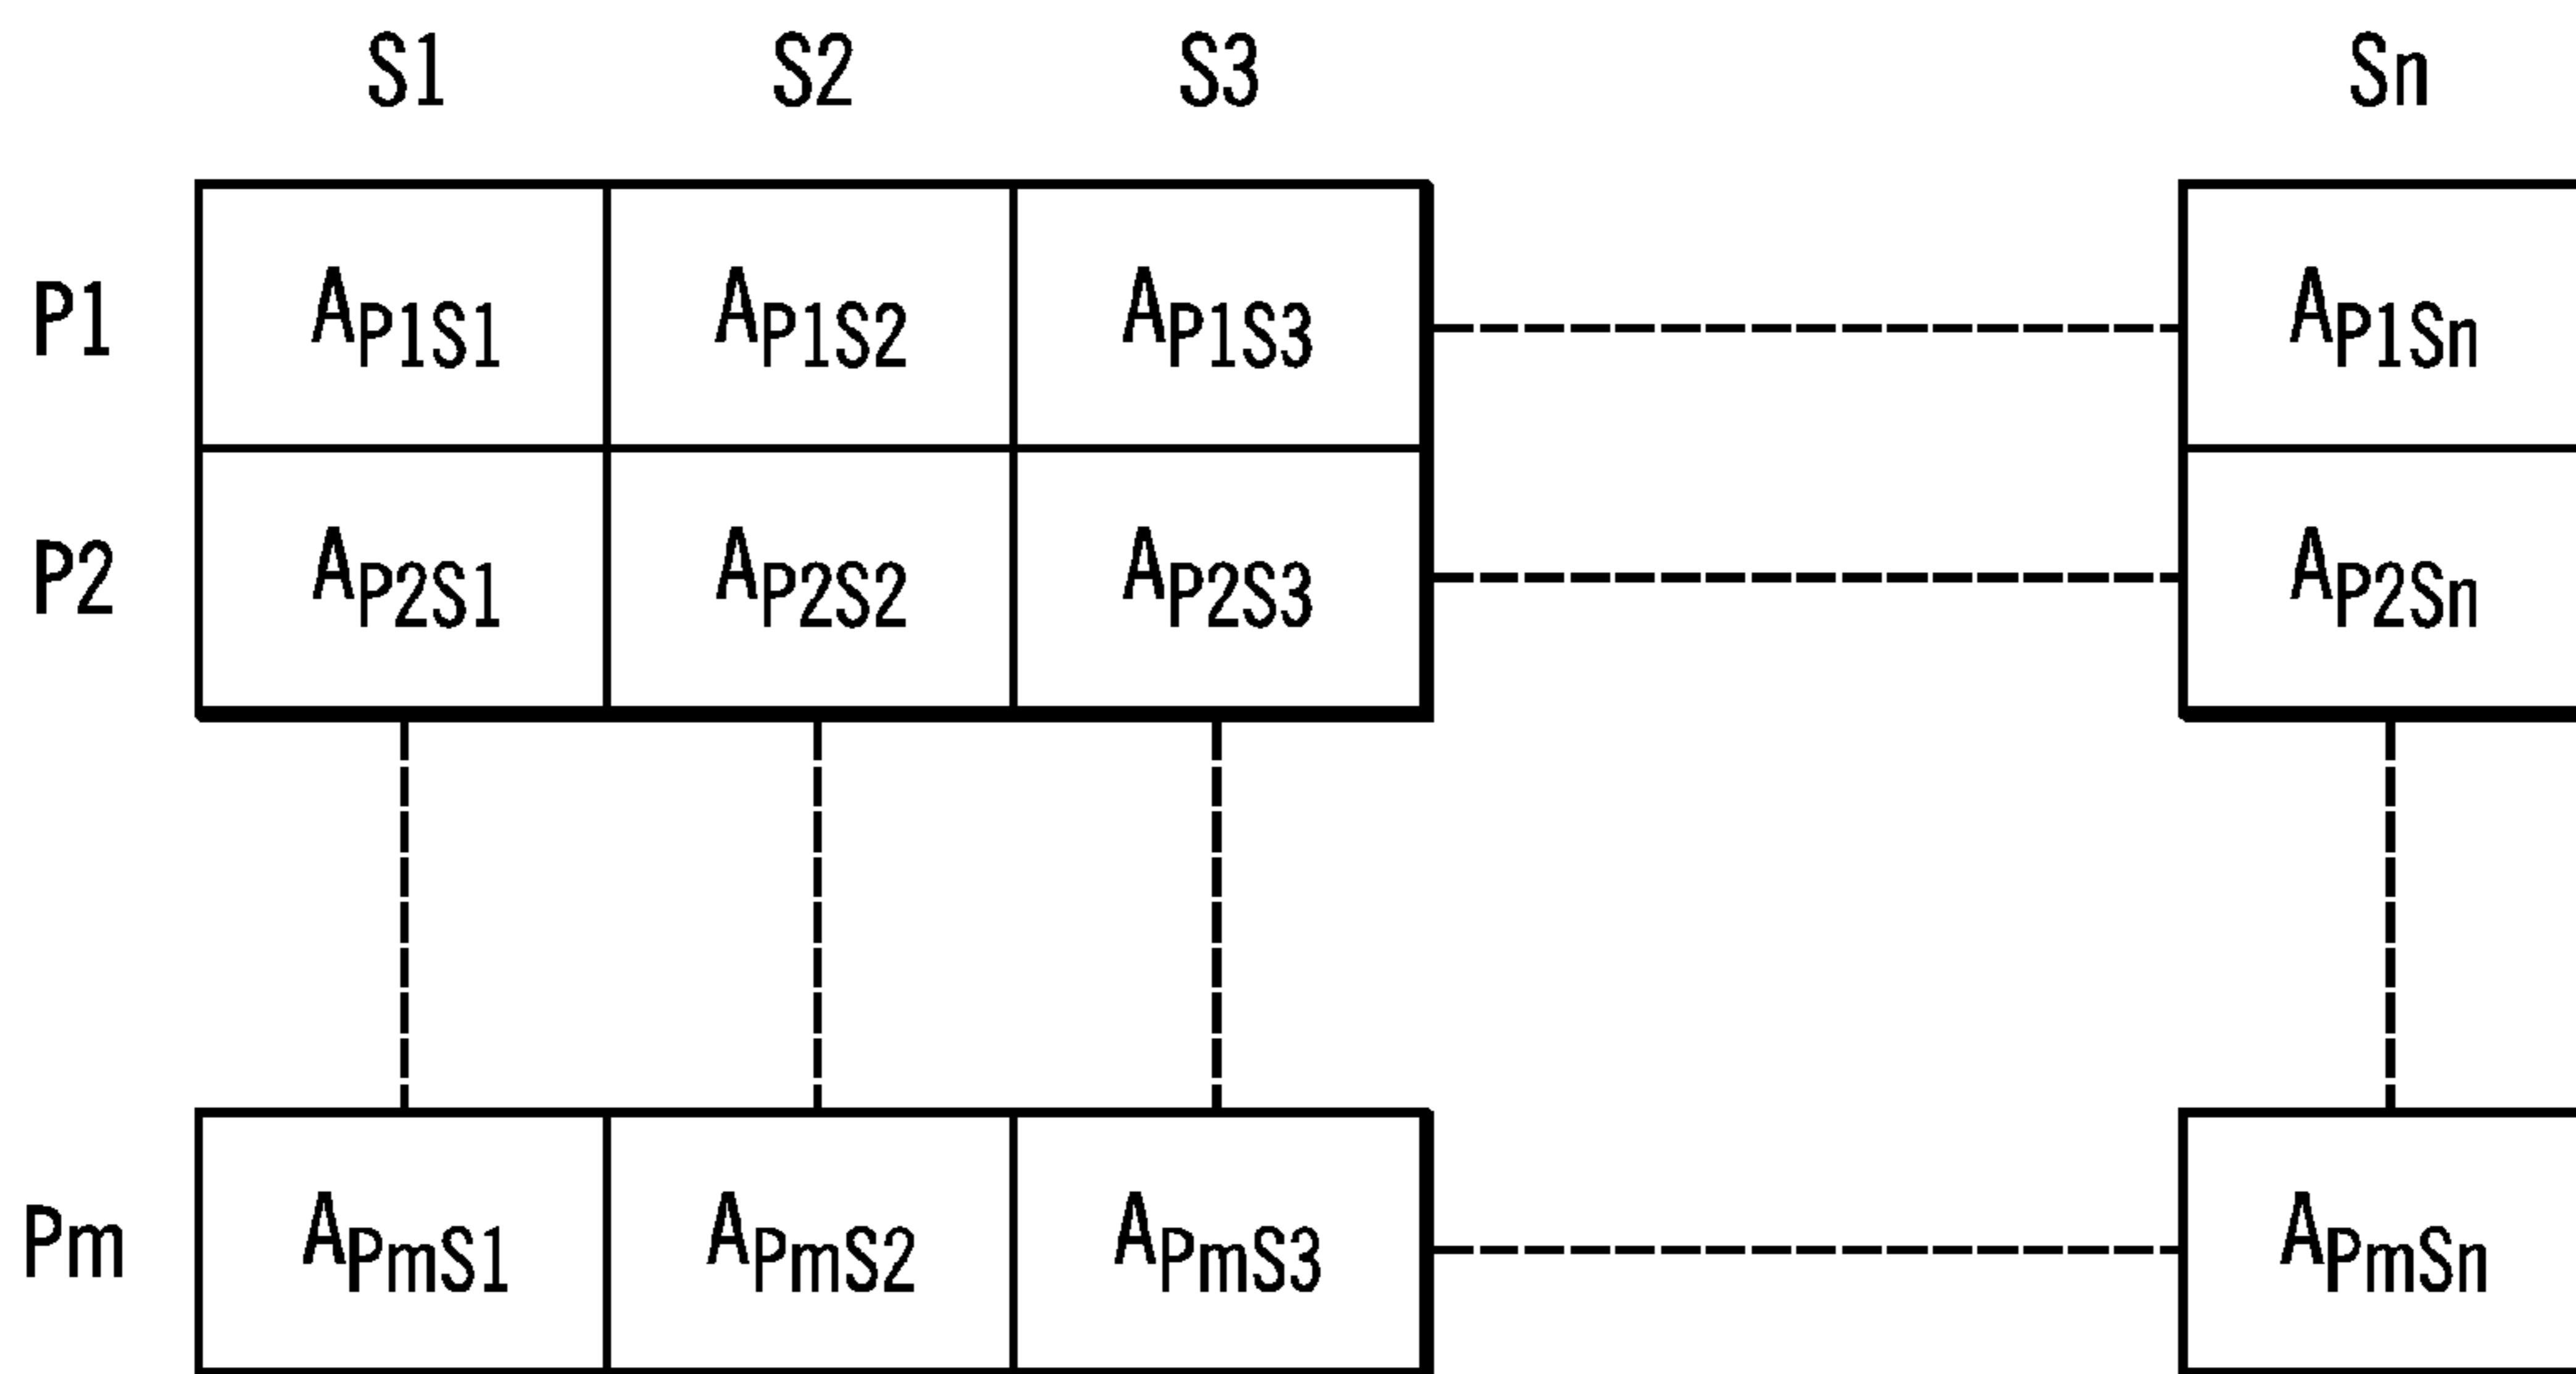 S1 S2 S3 Sn
P1 AP1S1 AP1S2 AP1S3 AP1Sn
P2 AP2S1 AP2S2 AP2S3 AP2Sn
Pm APmS1 APmS2 APmS3 APmSn